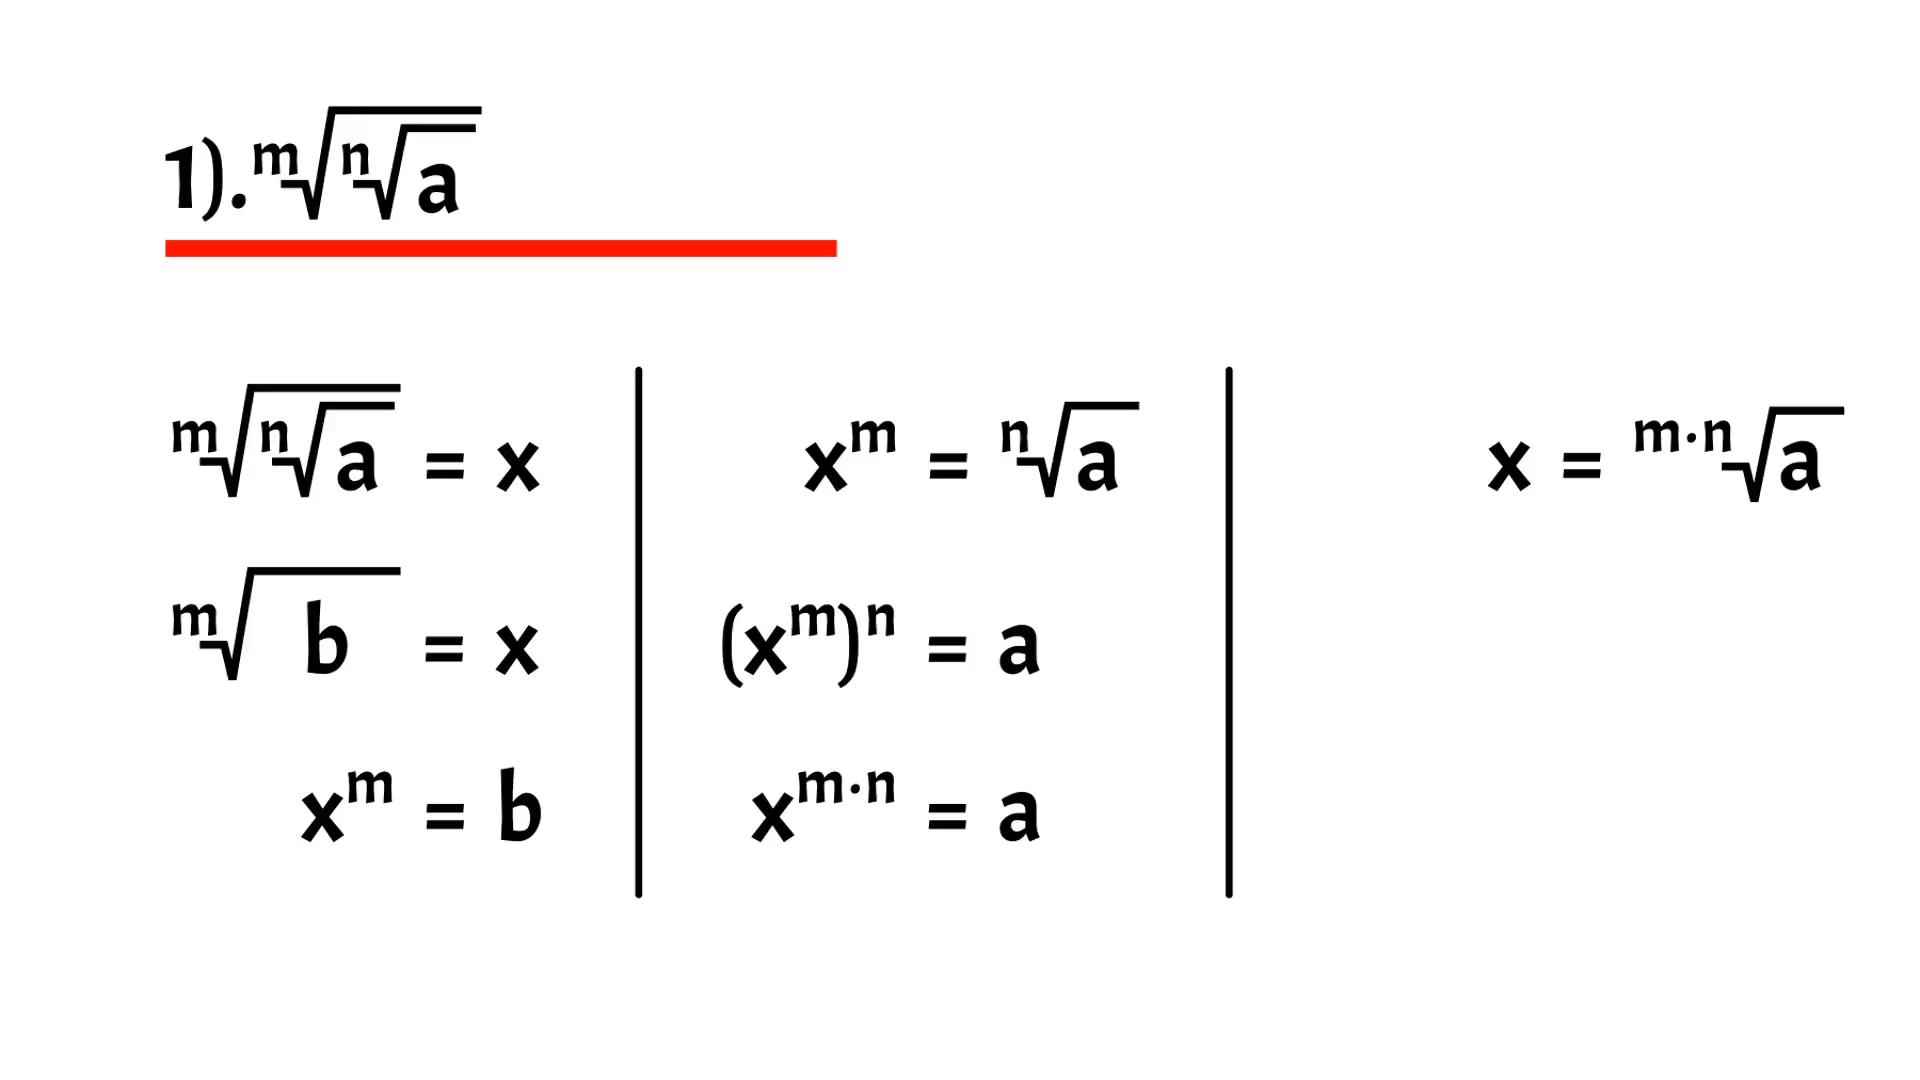 1).ᵐ√ⁿ√a
ᵐ√ⁿ√a = x
ᵐ√b = x
xᵐ = b
xᵐ = ⁿ√a
(xᵐ)ⁿ = a
xᵐ·ⁿ = a
x = ᵐ·ⁿ√a